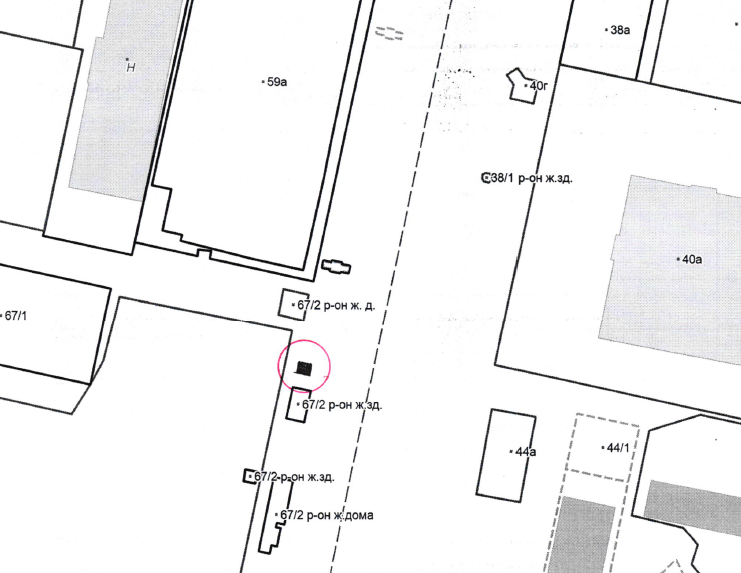 38а
Н
59а
40г
38/1 р-он ж.зд.
40а
67/2 р-он ж. д.
67/1
67/2 р-он ж.зд.
44а
44/1
67/2 р-он ж.зд.
67/2 р-он ж.дома